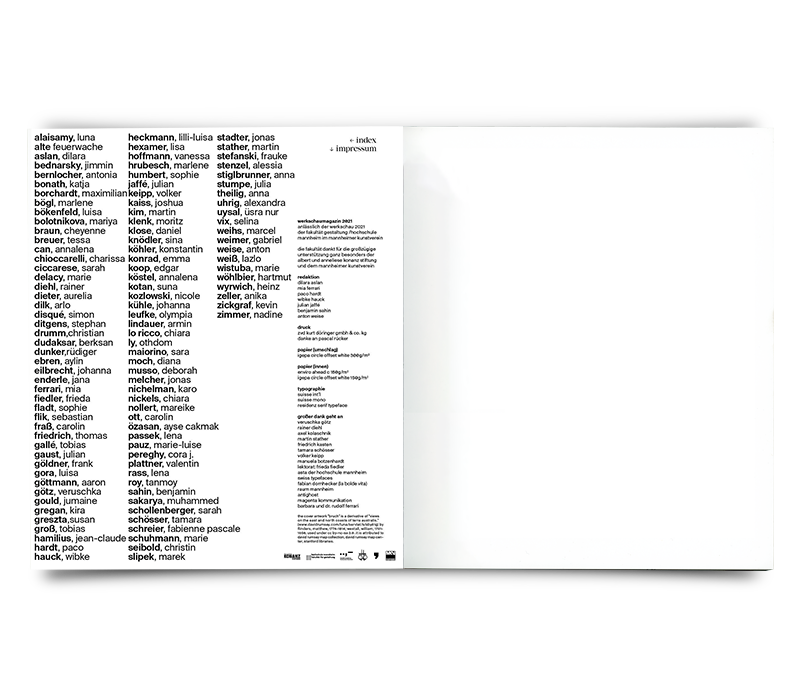 alaisamy, luna
alte feuerwache
aslan, dilara
bednarsky, jimmin
bernlocher, antonia
bonath, katja
borchardt, maximilian
bögl, marlene
bökenfeld, luisa
bolotnikova, mariya
braun, cheyenne
breuer, tessa
can, annalena
chioccarelli, charissa
ciccarese, sarah
delacy, marie
diehl, rainer
dieter, aurelia
dilk, arlo
disqué, simon
ditgens, stephan
drumm,christian
dudaksar, berksan
dunker,rüdiger
ebren, aylin
eilbrecht, johanna
enderle, jana
ferrari, mia
fiedler, frieda
fladt, sophie
flik, sebastian
fraß, carolin
friedrich, thomas
gallé, tobias
gaust, julian
göldner, frank
gora, luisa
göttmann, aaron
götz, veruschka
gould, jumaine
gregan, kira
greszta,susan
groß, tobias
hamilius, jean-claude
hardt, paco
hauck, wibke
heckmann, lilli-luisa
hexamer, lisa
hoffmann, vanessa
hrubesch, marlene
humbert, sophie
jaffé, julian
keipp, volker
kaiss, joshua
kim, martin
klenk, moritz
klose, daniel
knödler, sina
köhler, konstantin
konrad, emma
koop, edgar
köstel, annalena
kotan, suna
kozlowski, nicole
kühle, johanna
leufke, olympia
lindauer, armin
lo ricco, chiara
ly, othdom
maiorino, sara
moch, diana
musso, deborah
melcher, jonas
nichelman, karo
nickels, chiara
nollert, mareike
ott, carolin
özasan, ayse cakmak
passek, lena
pauz, marie-luise
pereghy, cora j.
plattner, valentin
rass, lena
roy, tanmoy
sahin, benjamin
sakarya, muhammed
schollenberger, sarah
schösser, tamara
schreier, fabienne pascale
schuhmann, marie
seibold, christin
slipek, marek
stadter, jonas
stather, martin
stefanski, frauke
stenzel, alessia
stiglbrunner, anna
stumpe, julia
theilig, anna
uhrig, alexandra
uysal, üsra nur
vix, selina
weihs, marcel
weimer, gabriel
weise, anton
weiß, lazlo
wistuba, marie
wöhlbier, hartmut
wyrwich, heinz
zeller, anika
zickgraf, kevin
zimmer, nadine
← index
↓ impressum
werkschaumagazin 2021
anlässlich der werkschau 2021
der fakultät gestaltung /hochschule
mannheim im mannheimer kunstverein
die fakultät dankt für die großzügige
unterstützung ganz besonders der
albert und anneliese konanz stiftung
und dem mannheimer kunstverein
redaktion
dilara aslan
mia ferrari
paco hardt
wibke hauck
julian jaffé
benjamin sahin
anton weise
druck
zvd kurt döringer gmbh & co. kg
danke an pascal rücker
papier (umschlag)
igepa circle offset white 300g/m²
papier (innen)
enviro ahead c 150g/m²
igepa circle offset white 150g/m²
typographie
suisse int'l
suisse mono
residenz serif typeface
großer dank geht an
veruschka götz
rainer diehl
axel kolaschnik
martin stather
friedrich kasten
tamara schösser
volker keipp
manuela botzenhardt
lektorat: frieda fiedler
asta der hochschule mannheim
swiss typefaces
fabian dornhecker (la bolde vita)
raum mannheim
antighost
magenta kommunikation
barbara und dr. rudolf ferrari